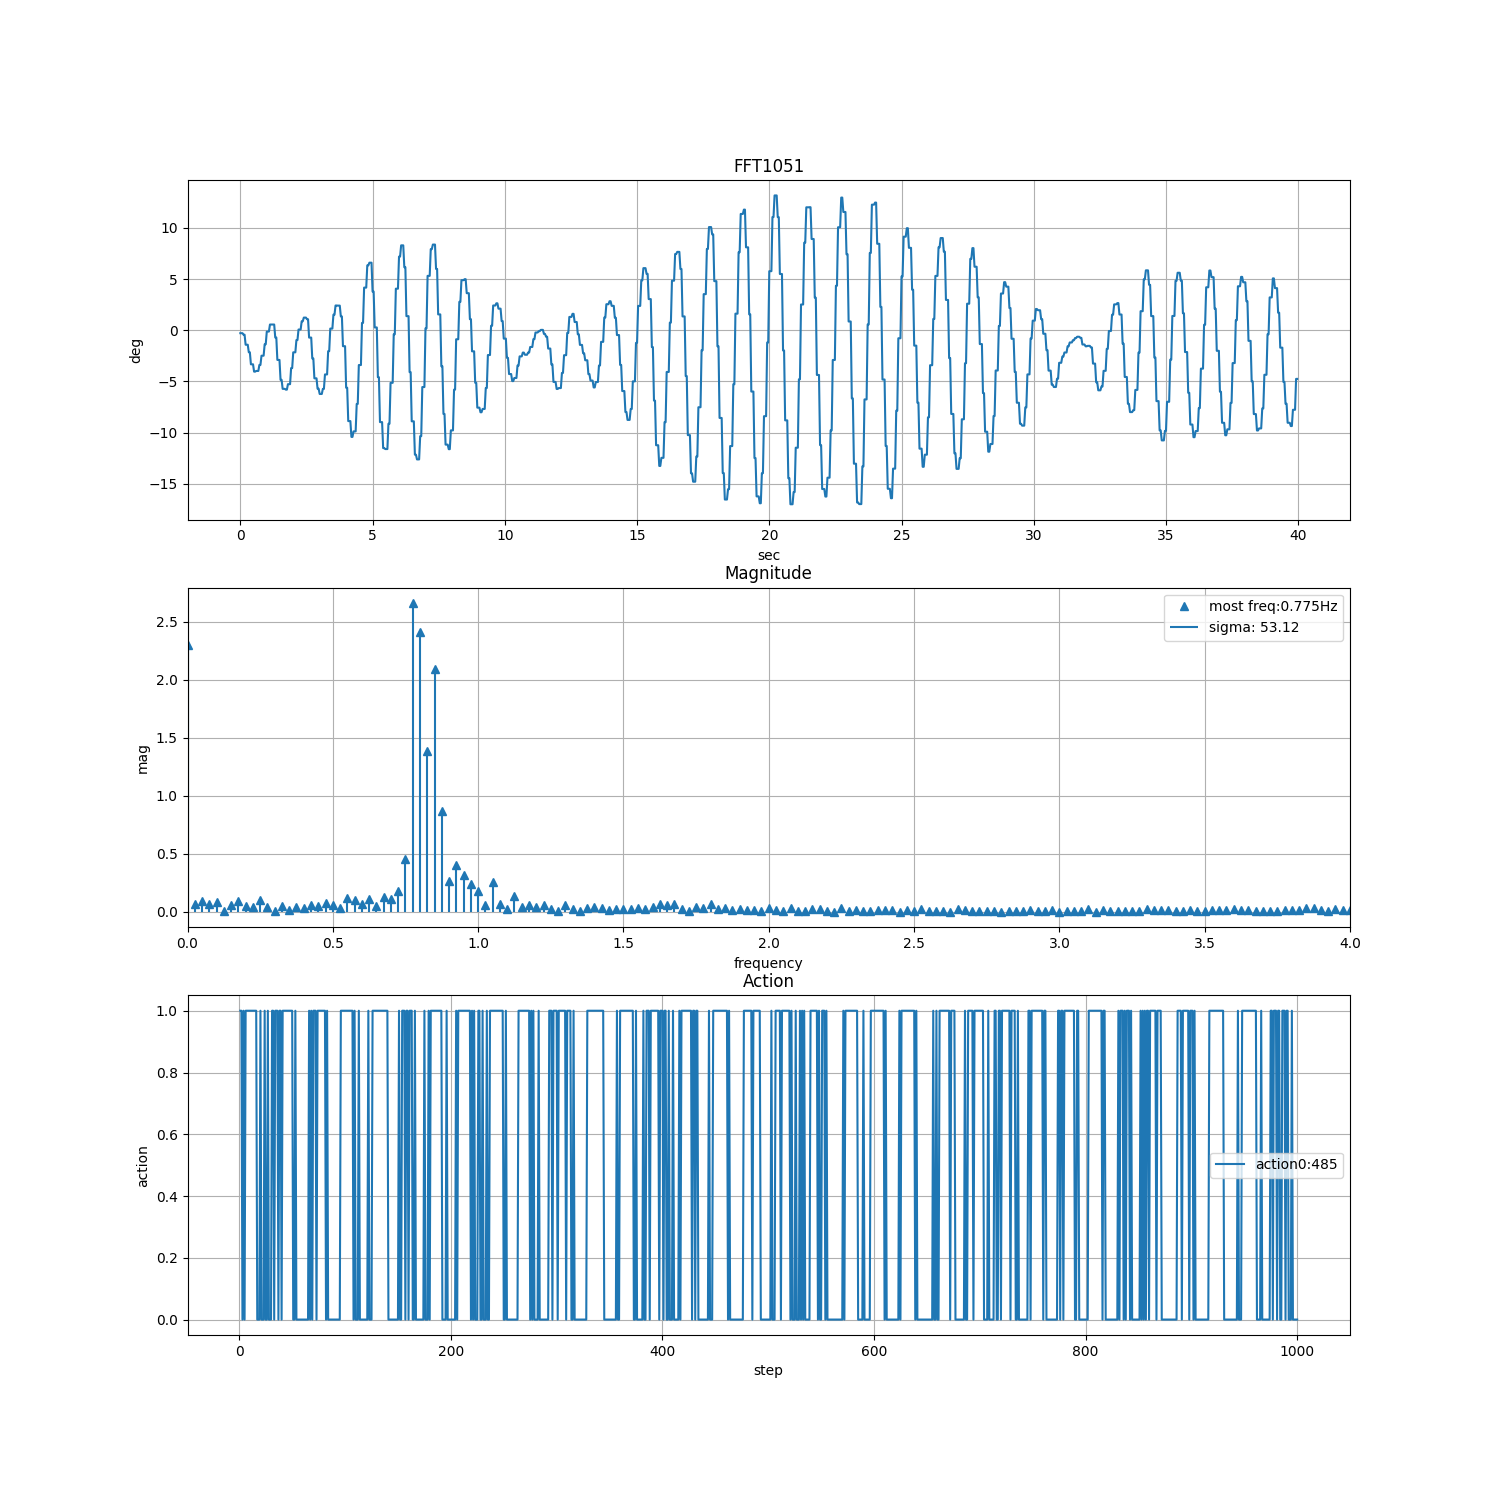 FFT1051
deg
10
5
0
−5
−10
−15
0 5 10 15 20 25 30 35 40
sec
Magnitude
mag
2.5
2.0
1.5
1.0
0.5
0.0
most freq:0.775Hz
sigma: 53.12
0.0 0.5 1.0 1.5 2.0 2.5 3.0 3.5 4.0
frequency
Action
action
1.0
0.8
0.6
0.4
0.2
0.0
action0:485
0 200 400 600 800 1000
step